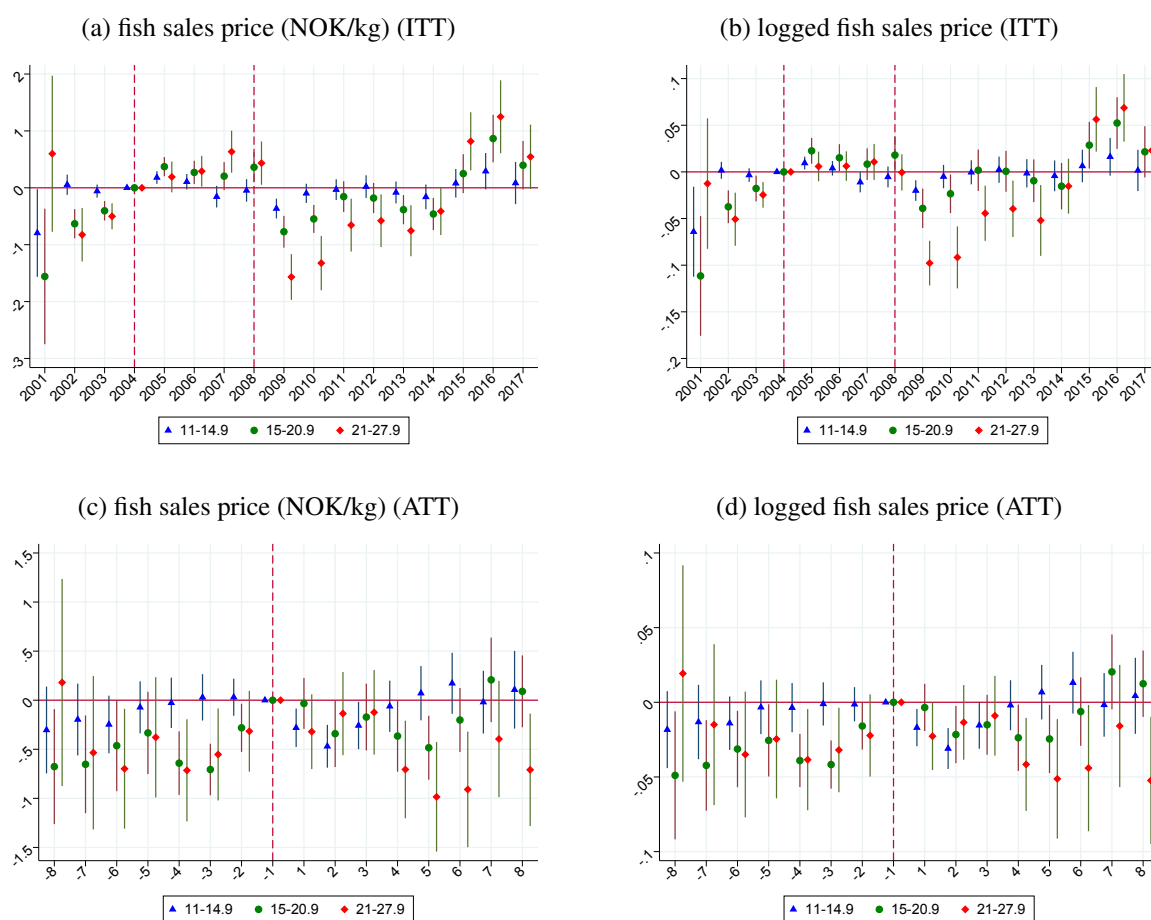 (a) fish sales price (NOK/kg) (ITT)
2
1
0
-1
-2
-3
2001 2002 2003 2004 2005 2006 2007 2008 2009 2010 2011 2012 2013 2014 2015 2016 2017
11-14.9 15-20.9 21-27.9
(b) logged fish sales price (ITT)
.1
.05
0
-.05
-.1
-.15
-.2
2001 2002 2003 2004 2005 2006 2007 2008 2009 2010 2011 2012 2013 2014 2015 2016 2017
11-14.9 15-20.9 21-27.9
(c) fish sales price (NOK/kg) (ATT)
1.5
1
.5
0
-.5
-1
-1.5
-8 -7 -6 -5 -4 -3 -2 -1 1 2 3 4 5 6 7 8
11-14.9 15-20.9 21-27.9
(d) logged fish sales price (ATT)
.1
.05
0
-.05
-.1
-8 -7 -6 -5 -4 -3 -2 -1 1 2 3 4 5 6 7 8
11-14.9 15-20.9 21-27.9